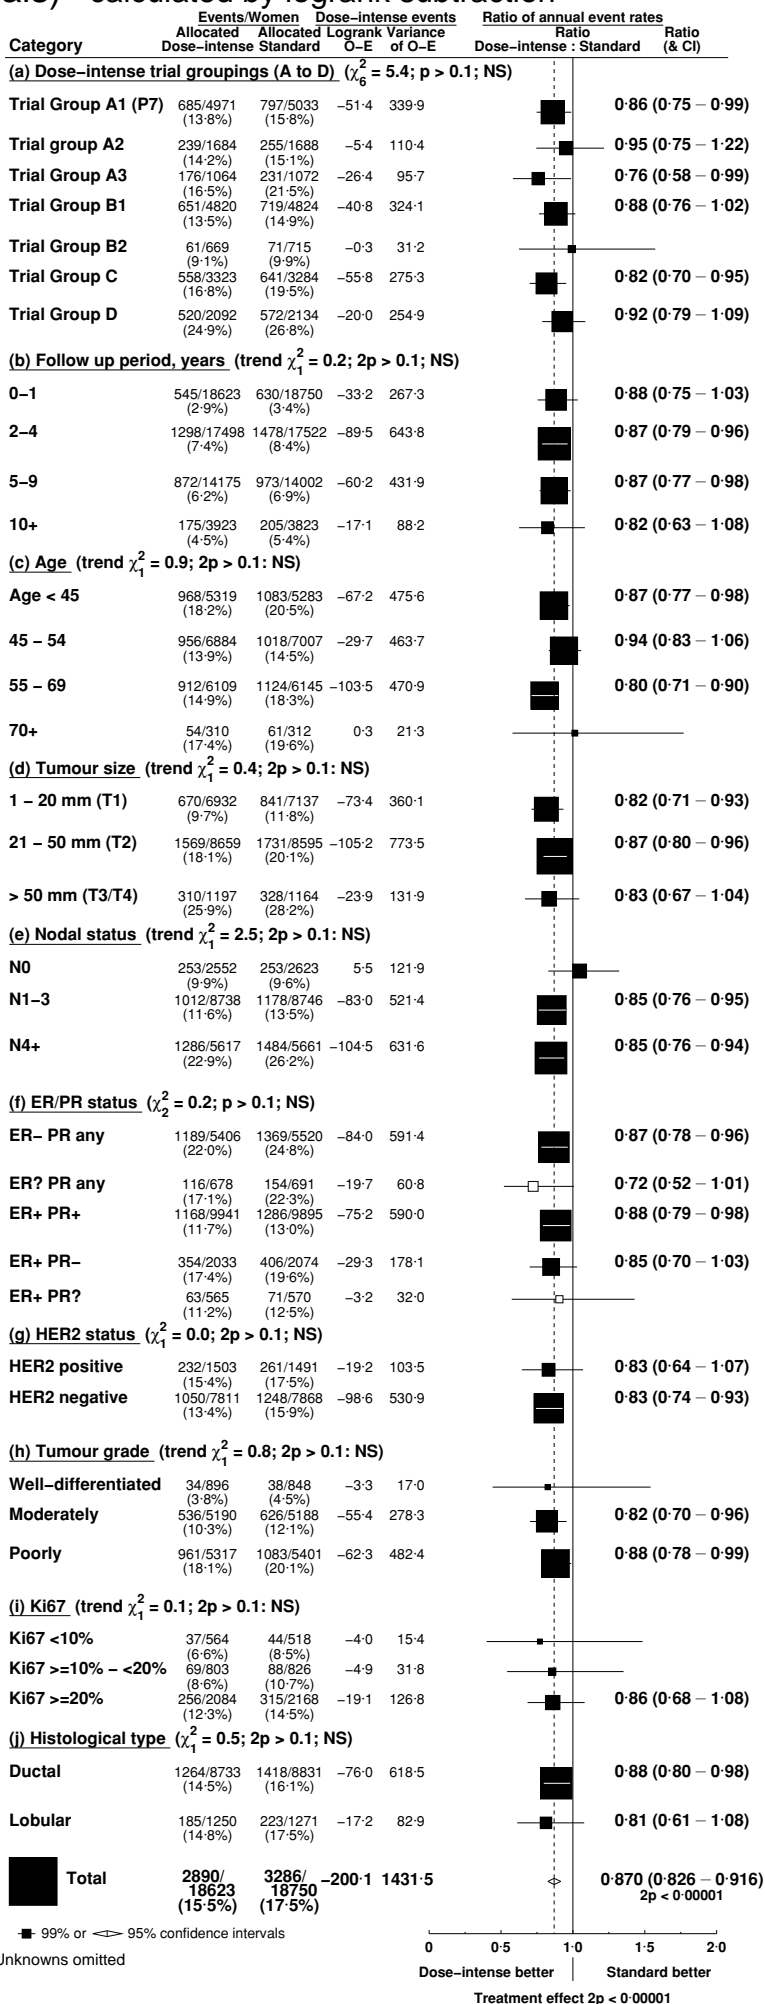 calculated by logrank subtraction
Events/Women Dose–intense events Ratio of annual event rates
Allocated Allocated Logrank Variance Ratio Ratio
Category Dose–intense Standard O–E of O–E Dose–intense : Standard (& CI)
(a) Dose–intense trial groupings (A to D) (χ²₆ = 5.4; p > 0.1; NS)
Trial Group A1 (P7) 685/4971 797/5033 –51·4 339·9 0·86 (0·75 – 0·99)
(13·8%) (15·8%)
Trial group A2 239/1684 255/1688 –5·4 110·4 0·95 (0·75 – 1·22)
(14·2%) (15·1%)
Trial Group A3 176/1064 231/1072 –26·4 95·7 0·76 (0·58 – 0·99)
(16·5%) (21·5%)
Trial Group B1 651/4820 719/4824 –40·8 324·1 0·88 (0·76 – 1·02)
(13·5%) (14·9%)
Trial Group B2 61/669 71/715 –0·3 31·2
(9·1%) (9·9%)
Trial Group C 558/3323 641/3284 –55·8 275·3 0·82 (0·70 – 0·95)
(16·8%) (19·5%)
Trial Group D 520/2092 572/2134 –20·0 254·9 0·92 (0·79 – 1·09)
(24·9%) (26·8%)
(b) Follow up period, years (trend χ²₁ = 0.2; 2p > 0.1; NS)
0–1 545/18623 630/18750 –33·2 267·3 0·88 (0·75 – 1·03)
(2·9%) (3·4%)
2–4 1298/17498 1478/17522 –89·5 643·8 0·87 (0·79 – 0·96)
(7·4%) (8·4%)
5–9 872/14175 973/14002 –60·2 431·9 0·87 (0·77 – 0·98)
(6·2%) (6·9%)
10+ 175/3923 205/3823 –17·1 88·2 0·82 (0·63 – 1·08)
(4·5%) (5·4%)
(c) Age (trend χ²₁ = 0.9; 2p > 0.1: NS)
Age < 45 968/5319 1083/5283 –67·2 475·6 0·87 (0·77 – 0·98)
(18·2%) (20·5%)
45 – 54 956/6884 1018/7007 –29·7 463·7 0·94 (0·83 – 1·06)
(13·9%) (14·5%)
55 – 69 912/6109 1124/6145 –103·5 470·9 0·80 (0·71 – 0·90)
(14·9%) (18·3%)
70+ 54/310 61/312 0·3 21·3
(17·4%) (19·6%)
(d) Tumour size (trend χ²₁ = 0.4; 2p > 0.1: NS)
1 – 20 mm (T1) 670/6932 841/7137 –73·4 360·1 0·82 (0·71 – 0·93)
(9·7%) (11·8%)
21 – 50 mm (T2) 1569/8659 1731/8595 –105·2 773·5 0·87 (0·80 – 0·96)
(18·1%) (20·1%)
> 50 mm (T3/T4) 310/1197 328/1164 –23·9 131·9 0·83 (0·67 – 1·04)
(25·9%) (28·2%)
(e) Nodal status (trend χ²₁ = 2.5; 2p > 0.1: NS)
N0 253/2552 253/2623 5·5 121·9
(9·9%) (9·6%)
N1–3 1012/8738 1178/8746 –83·0 521·4 0·85 (0·76 – 0·95)
(11·6%) (13·5%)
N4+ 1286/5617 1484/5661 –104·5 631·6 0·85 (0·76 – 0·94)
(22·9%) (26·2%)
(f) ER/PR status (χ²₂ = 0.2; p > 0.1; NS)
ER– PR any 1189/5406 1369/5520 –84·0 591·4 0·87 (0·78 – 0·96)
(22·0%) (24·8%)
ER? PR any 116/678 154/691 –19·7 60·8 0·72 (0·52 – 1·01)
(17·1%) (22·3%)
ER+ PR+ 1168/9941 1286/9895 –75·2 590·0 0·88 (0·79 – 0·98)
(11·7%) (13·0%)
ER+ PR– 354/2033 406/2074 –29·3 178·1 0·85 (0·70 – 1·03)
(17·4%) (19·6%)
ER+ PR? 63/565 71/570 –3·2 32·0
(11·2%) (12·5%)
(g) HER2 status (χ²₁ = 0.0; 2p > 0.1; NS)
HER2 positive 232/1503 261/1491 –19·2 103·5 0·83 (0·64 – 1·07)
(15·4%) (17·5%)
HER2 negative 1050/7811 1248/7868 –98·6 530·9 0·83 (0·74 – 0·93)
(13·4%) (15·9%)
(h) Tumour grade (trend χ²₁ = 0.8; 2p > 0.1: NS)
Well–differentiated 34/896 38/848 –3·3 17·0
(3·8%) (4·5%)
Moderately 536/5190 626/5188 –55·4 278·3 0·82 (0·70 – 0·96)
(10·3%) (12·1%)
Poorly 961/5317 1083/5401 –62·3 482·4 0·88 (0·78 – 0·99)
(18·1%) (20·1%)
(i) Ki67 (trend χ²₁ = 0.1; 2p > 0.1: NS)
Ki67 <10% 37/564 44/518 –4·0 15·4
(6·6%) (8·5%)
Ki67 >=10% – <20% 69/803 88/826 –4·9 31·8
(8·6%) (10·7%)
Ki67 >=20% 256/2084 315/2168 –19·1 126·8 0·86 (0·68 – 1·08)
(12·3%) (14·5%)
(j) Histological type (χ²₁ = 0.5; 2p > 0.1; NS)
Ductal 1264/8733 1418/8831 –76·0 618·5 0·88 (0·80 – 0·98)
(14·5%) (16·1%)
Lobular 185/1250 223/1271 –17·2 82·9 0·81 (0·61 – 1·08)
(14·8%) (17·5%)
Total 2890/ 3286/ –200·1 1431·5 0·870 (0·826 – 0·916)
18623 18750 2p < 0·00001
(15·5%) (17·5%)
99% or 95% confidence intervals
0 0·5 1·0 1·5 2·0
Unknowns omitted
Dose–intense better Standard better
Treatment effect 2p < 0·00001